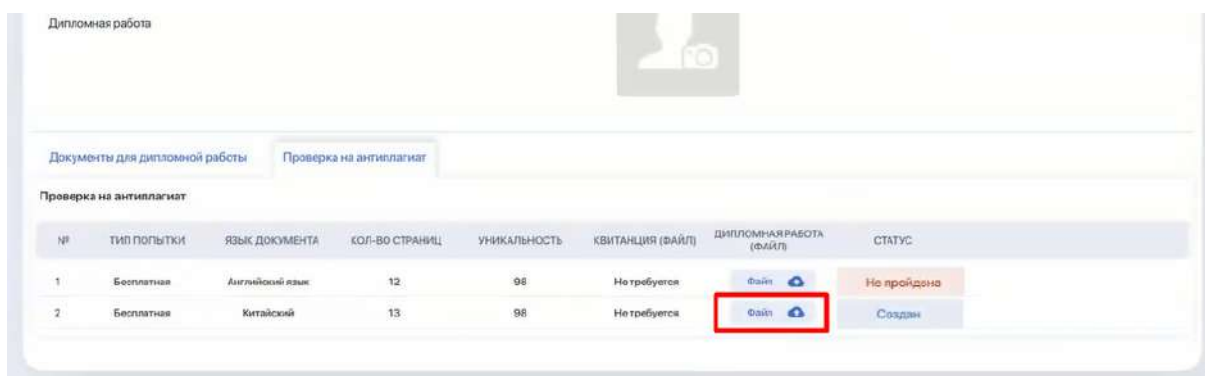 Дипломная работа
Документы для дипломной работы Проверка на антиплагиат
Проверка на антиплагиат
№ ТИП ПОПЫТКИ ЯЗЫК ДОКУМЕНТА КОЛ-ВО СТРАНИЦ УНИКАЛЬНОСТЬ КВИТАНЦИЯ (ФАЙЛ) ДИПЛОМНАЯ РАБОТА (ФАЙЛ) СТАТУС
1 Бесплатная Английский язык 12 98 Не требуется Файл Не пройдена
2 Бесплатная Китайский 13 98 Не требуется Файл Создан